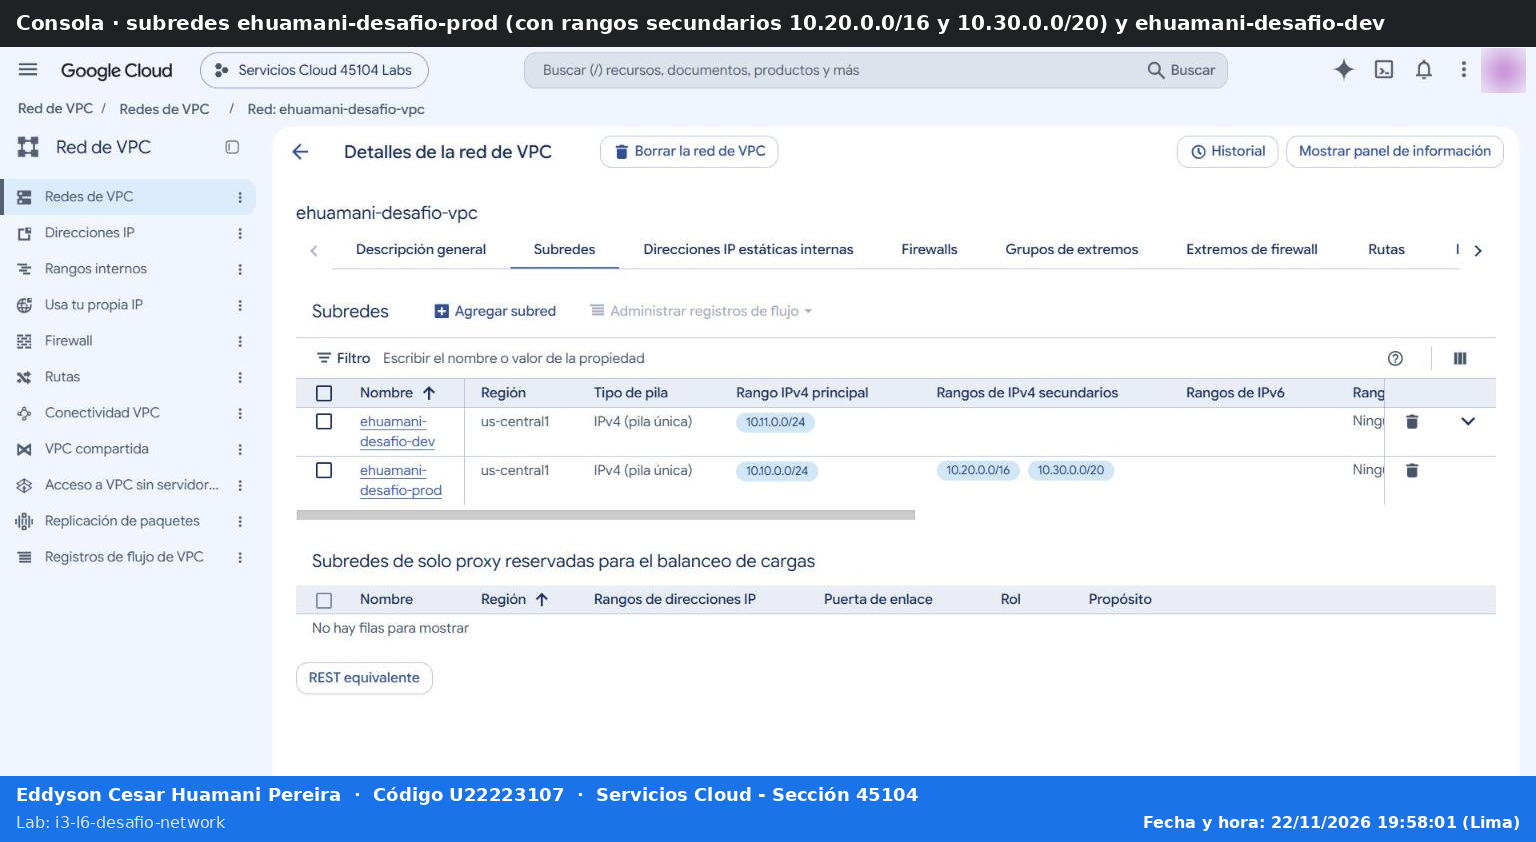 Consola · subredes ehuamani-desafio-prod (con rangos secundarios 10.20.0.0/16 y 10.30.0.0/20) y ehuamani-desafio-dev
Google Cloud
Servicios Cloud 45104 Labs
Buscar (/) recursos, documentos, productos y más
Buscar
Red de VPC / Redes de VPC / Red: ehuamani-desafio-vpc
Red de VPC
Redes de VPC
Direcciones IP
Rangos internos
Usa tu propia IP
Firewall
Rutas
Conectividad VPC
VPC compartida
Acceso a VPC sin servidor...
Replicación de paquetes
Registros de flujo de VPC
Detalles de la red de VPC
Borrar la red de VPC
Historial
Mostrar panel de información
ehuamani-desafio-vpc
Descripción general Subredes Direcciones IP estáticas internas Firewalls Grupos de extremos Extremos de firewall Rutas
Subredes
Agregar subred
Administrar registros de flujo
Filtro Escribir el nombre o valor de la propiedad
Nombre Región Tipo de pila Rango IPv4 principal Rangos de IPv4 secundarios Rangos de IPv6 Rang
ehuamani-desafio-dev us-central1 IPv4 (pila única) 10.11.0.0/24 Ningu
ehuamani-desafio-prod us-central1 IPv4 (pila única) 10.10.0.0/24 10.20.0.0/16 10.30.0.0/20 Ningu
Subredes de solo proxy reservadas para el balanceo de cargas
Nombre Región Rangos de direcciones IP Puerta de enlace Rol Propósito
No hay filas para mostrar
REST equivalente
Eddyson Cesar Huamani Pereira · Código U22223107 · Servicios Cloud - Sección 45104
Lab: i3-l6-desafio-network
Fecha y hora: 22/11/2026 19:58:01 (Lima)